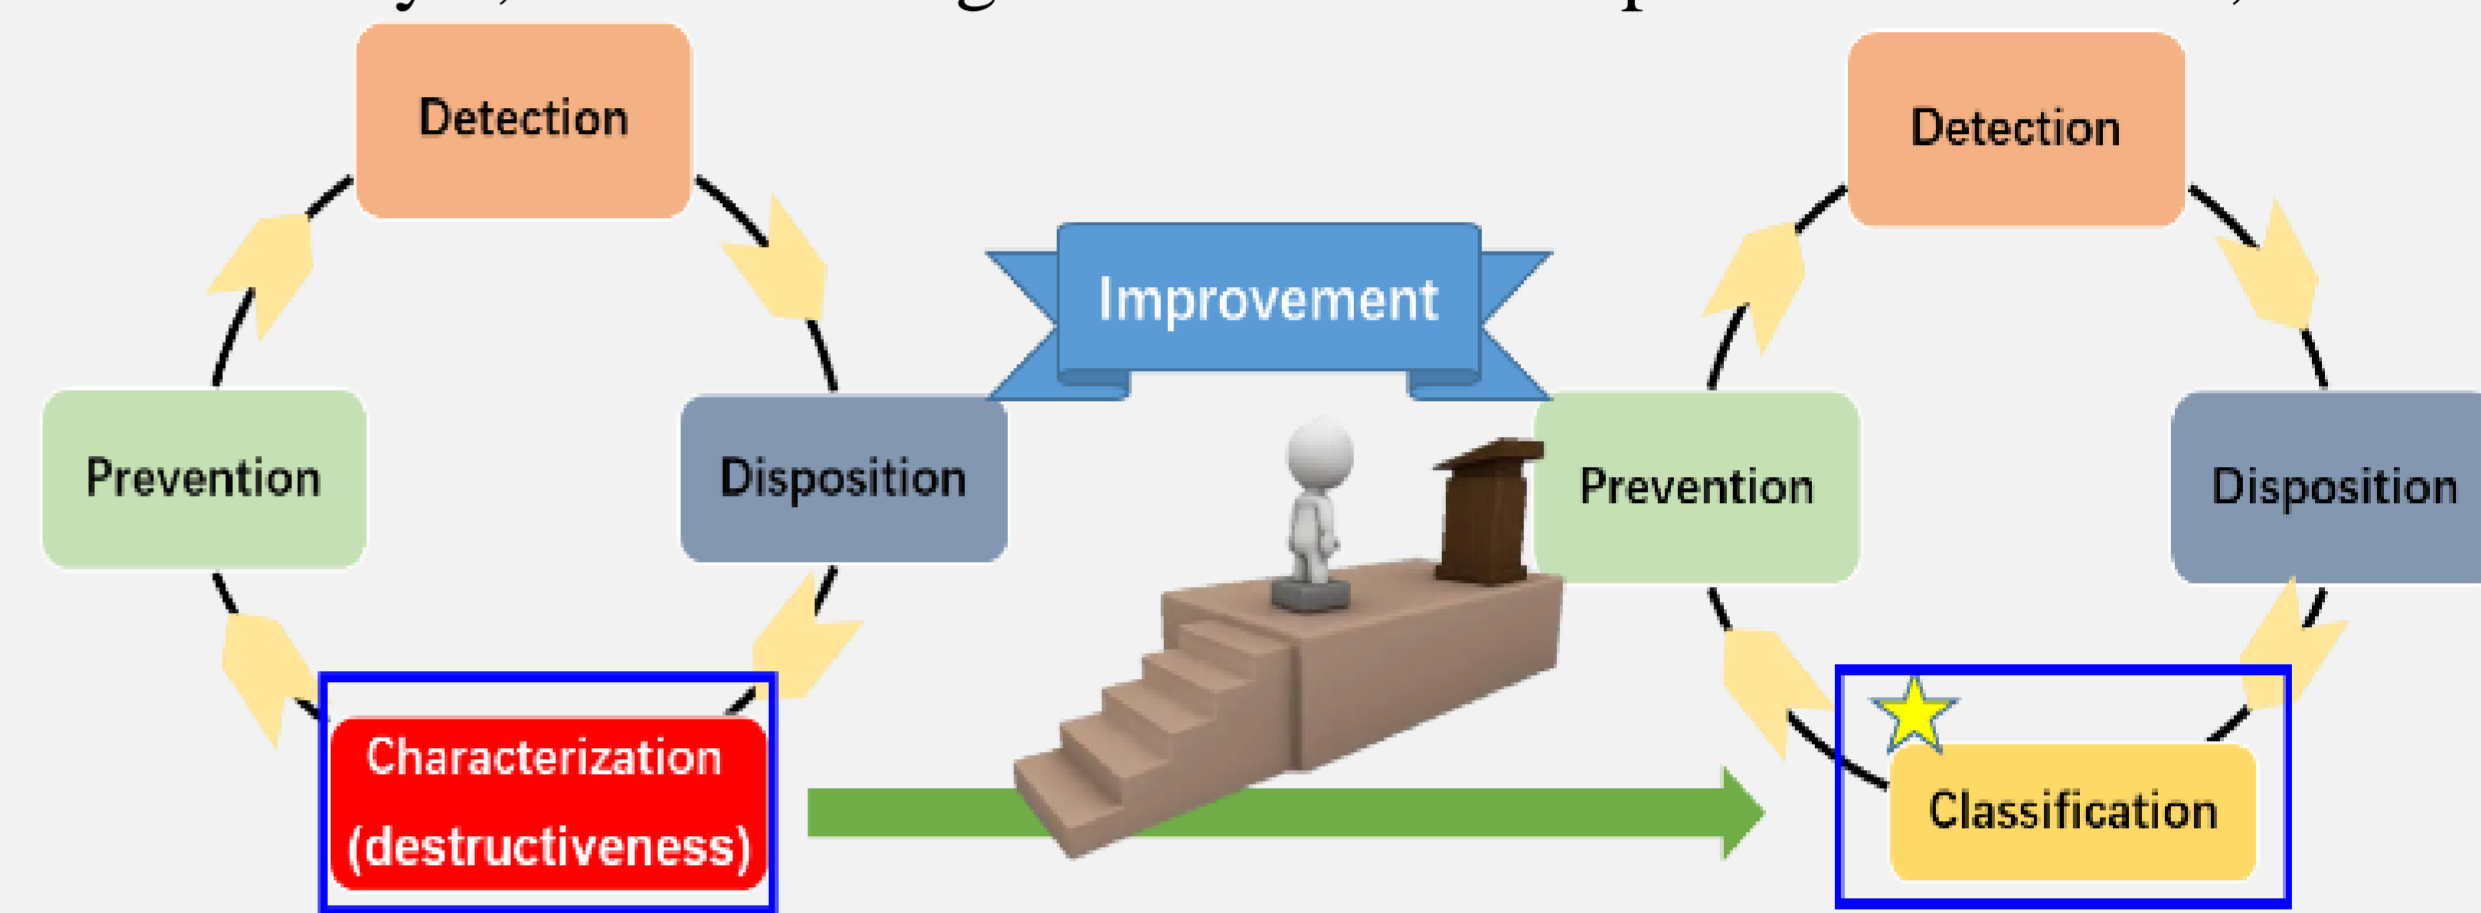 Detection
Detection
Improvement
Prevention
Disposition
Prevention
Disposition
Characterization
(destructiveness)
Classification